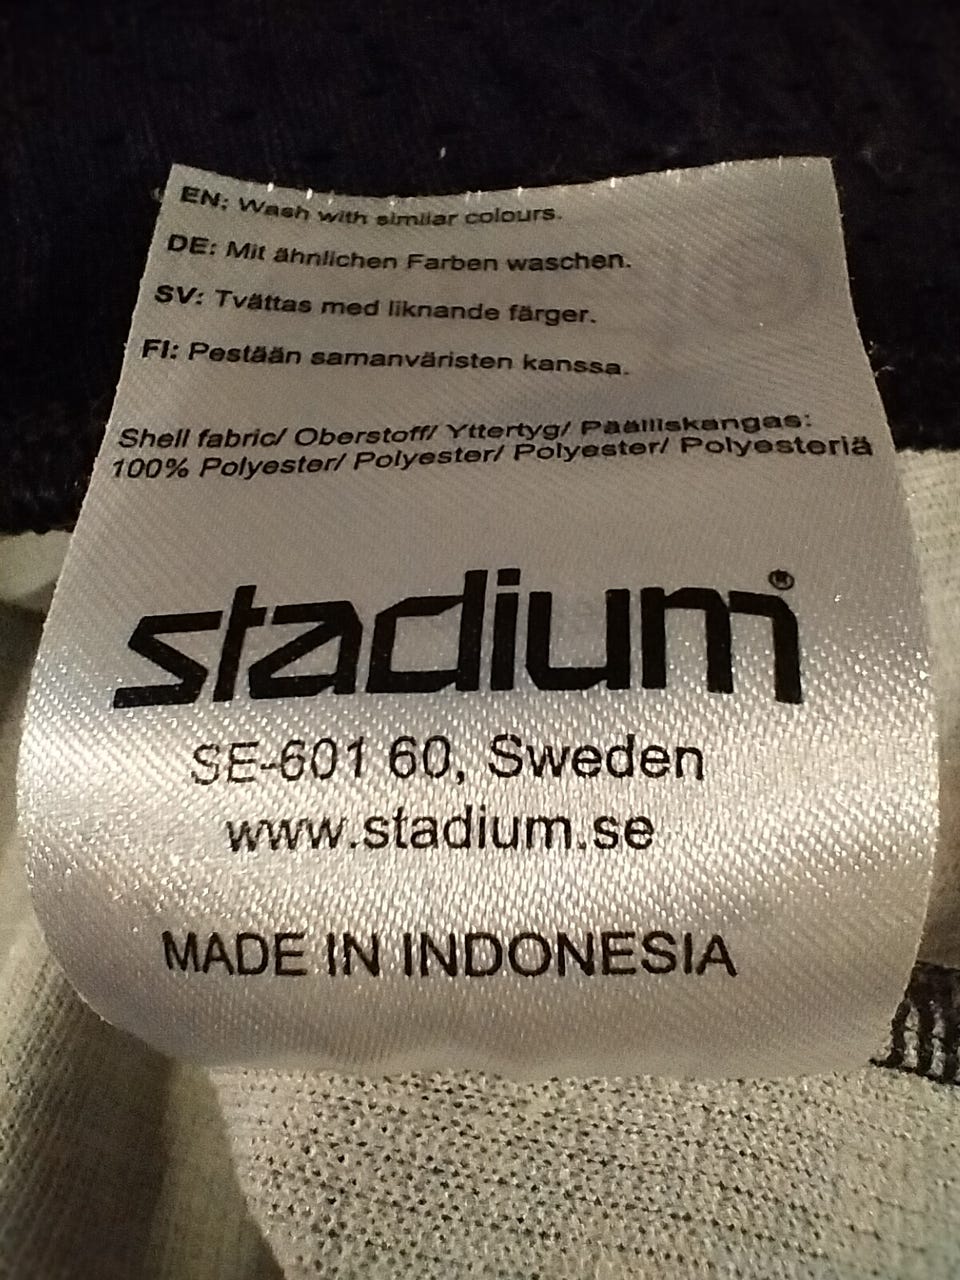 EN: Wash with similar colours.
DE: Mit ähnlichen Farben waschen.
SV: Tvättas med liknande färger.
FI: Pestään samanväristen kanssa.
Shell fabric/ Oberstoff/ Yttertyg/ Päälliskangas:
100% Polyester/ Polyester/ Polyester/ Polyesteriä
stadium®
SE-601 60, Sweden
www.stadium.se
MADE IN INDONESIA